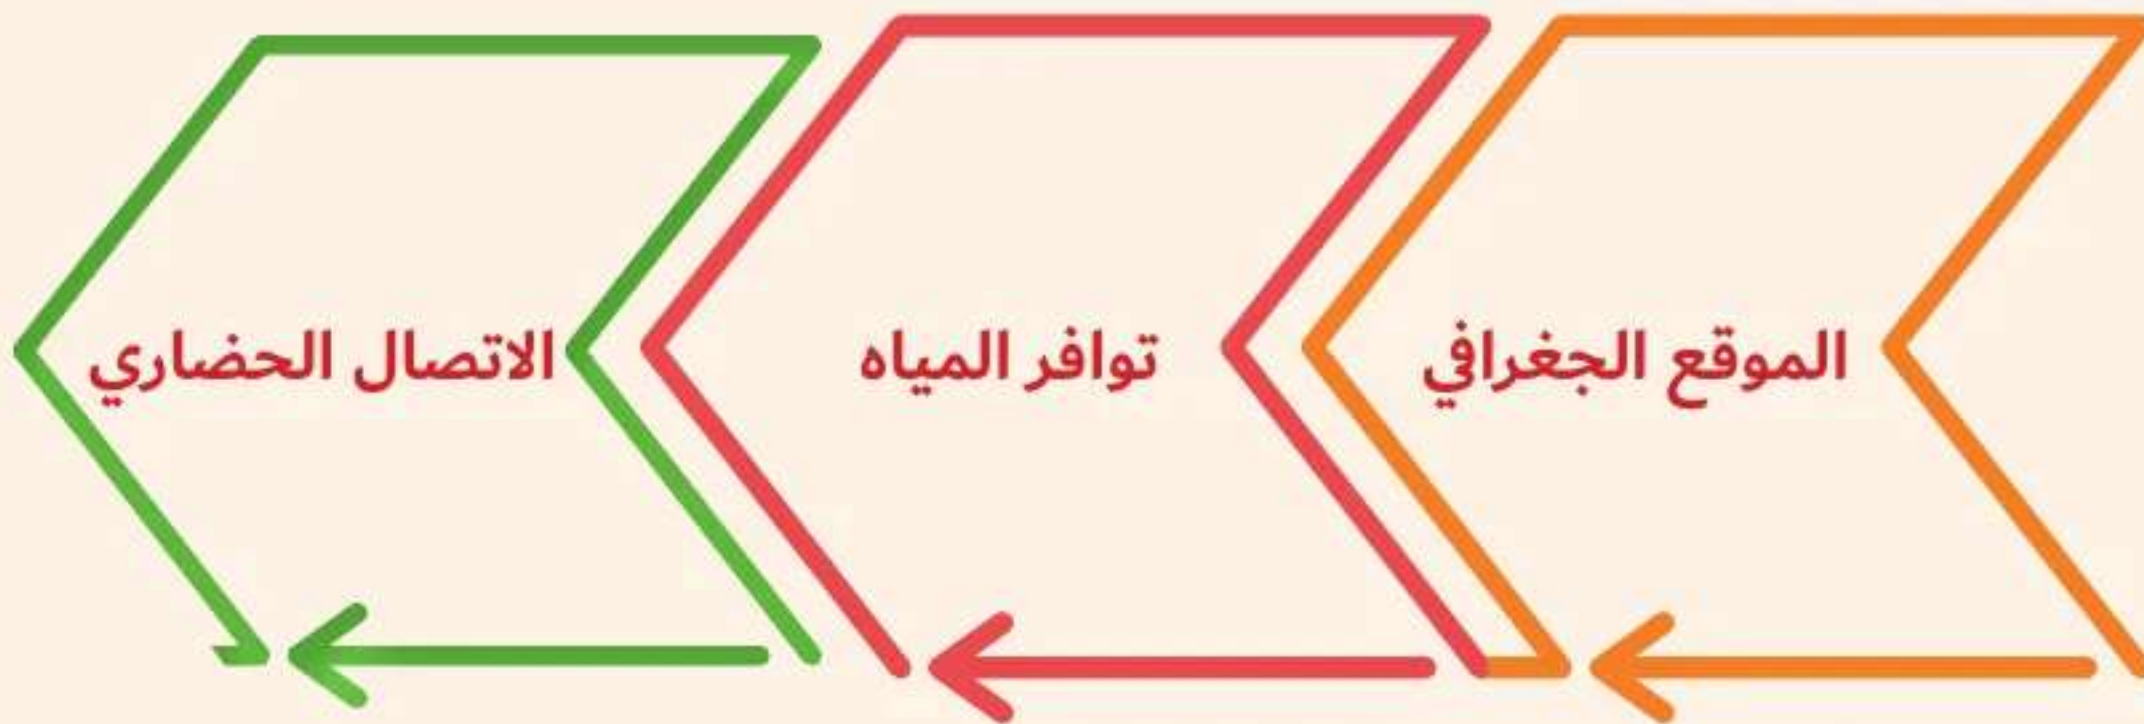 الموقع الجغرافي
توافر المياه
الاتصال الحضاري